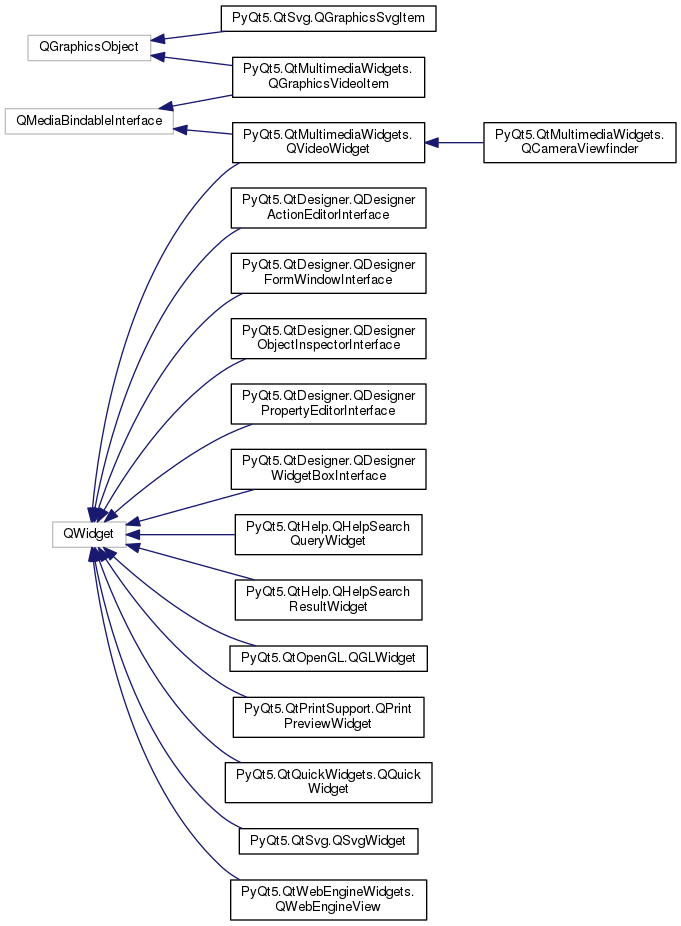 PyQt5.QtSvg.QGraphicsSvgItem
QGraphicsObject
PyQt5.QtMultimediaWidgets.
QGraphicsVideoItem
QMediaBindableInterface
PyQt5.QtMultimediaWidgets.
QVideoWidget
PyQt5.QtMultimediaWidgets.
QCameraViewfinder
PyQt5.QtDesigner.QDesigner
ActionEditorInterface
PyQt5.QtDesigner.QDesigner
FormWindowInterface
PyQt5.QtDesigner.QDesigner
ObjectInspectorInterface
PyQt5.QtDesigner.QDesigner
PropertyEditorInterface
PyQt5.QtDesigner.QDesigner
WidgetBoxInterface
QWidget
PyQt5.QtHelp.QHelpSearch
QueryWidget
PyQt5.QtHelp.QHelpSearch
ResultWidget
PyQt5.QtOpenGL.QGLWidget
PyQt5.QtPrintSupport.QPrint
PreviewWidget
PyQt5.QtQuickWidgets.QQuick
Widget
PyQt5.QtSvg.QSvgWidget
PyQt5.QtWebEngineWidgets.
QWebEngineView